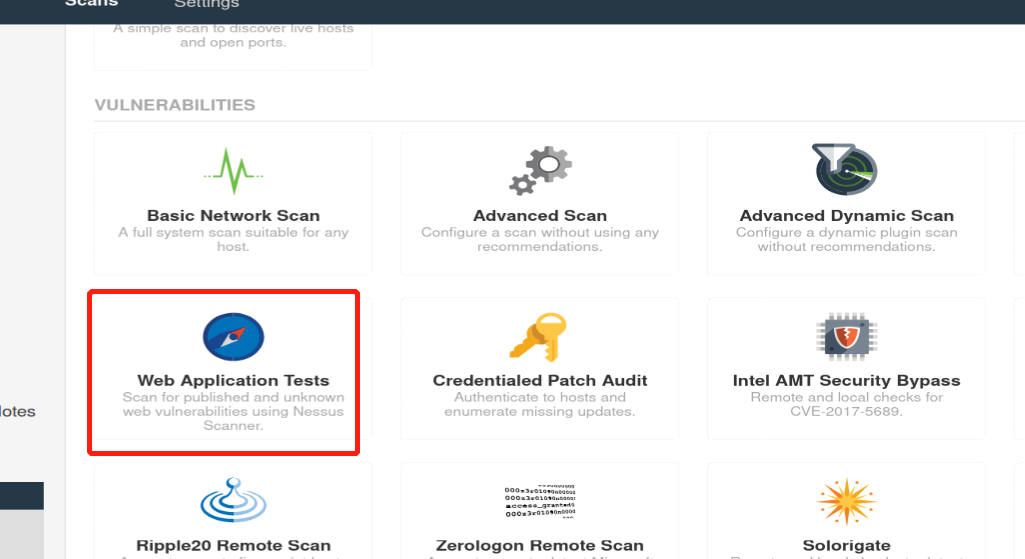 Scans Settings
A simple scan to discover live hosts
and open ports.
VULNERABILITIES
Basic Network Scan
A full system scan suitable for any
host.
Advanced Scan
Configure a scan without using any
recommendations.
Advanced Dynamic Scan
Configure a dynamic plugin scan
without recommendations.
Web Application Tests
Scan for published and unknown
web vulnerabilities using Nessus
Scanner.
Credentialed Patch Audit
Authenticate to hosts and
enumerate missing updates.
Intel AMT Security Bypass
Remote and local checks for
CVE-2017-5689.
lotes
access_granted
Ripple20 Remote Scan
Zerologon Remote Scan
Solorigate